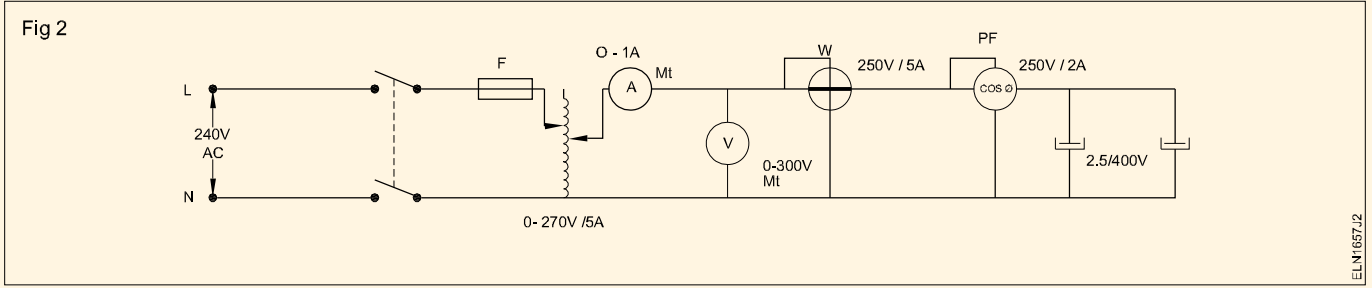 Fig 2
L
240V
AC
N
F
0- 270V /5A
O - 1A
A
Mt
V
0-300V
Mt
W
250V / 5A
PF
COS Ø
250V / 2A
2.5/400V
ELN1657J2